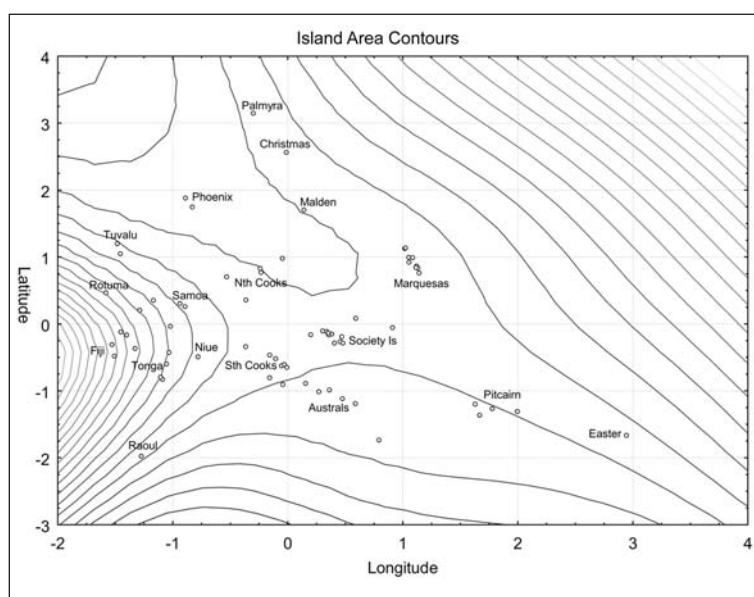 Island Area Contours
4
3
2
1
0
-1
-2
-3
Latitude
Palmyra
Christmas
Phoenix
Malden
Tuvalu
Nth Cooks
Marquesas
Rotuma
Samoa
Fiji
Niue
Society Is
Tonga
Sth Cooks
Australs
Pitcairn
Raoul
Easter
-2
-1
0
1
2
3
4
Longitude